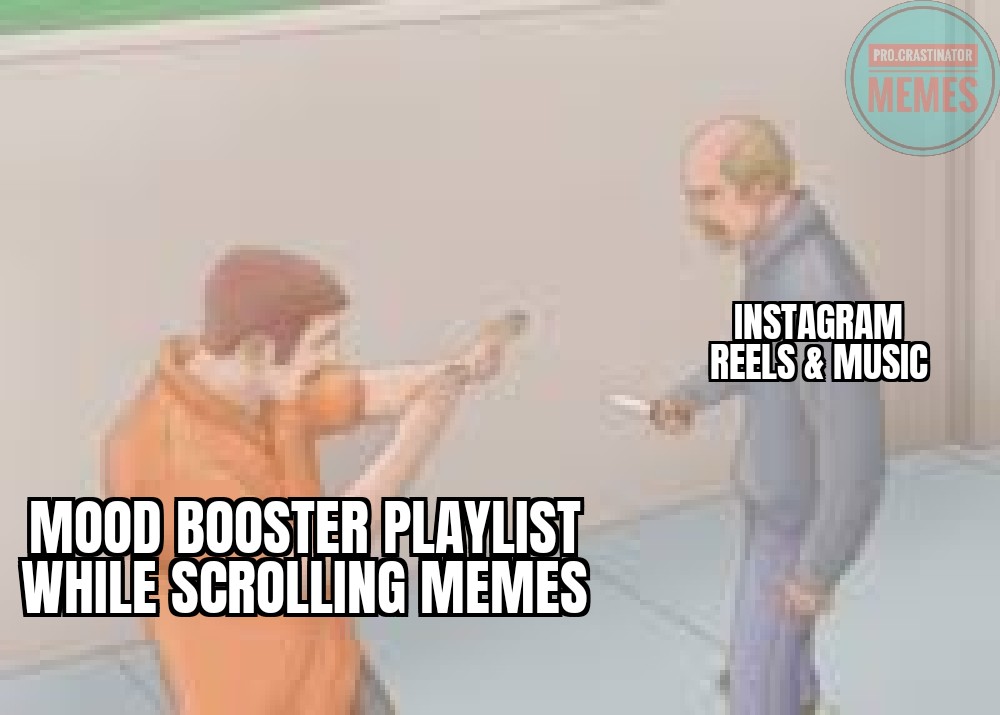 PRO.CRASTINATOR
MEMES
INSTAGRAM
REELS & MUSIC
MOOD BOOSTER PLAYLIST
WHILE SCROLLING MEMES